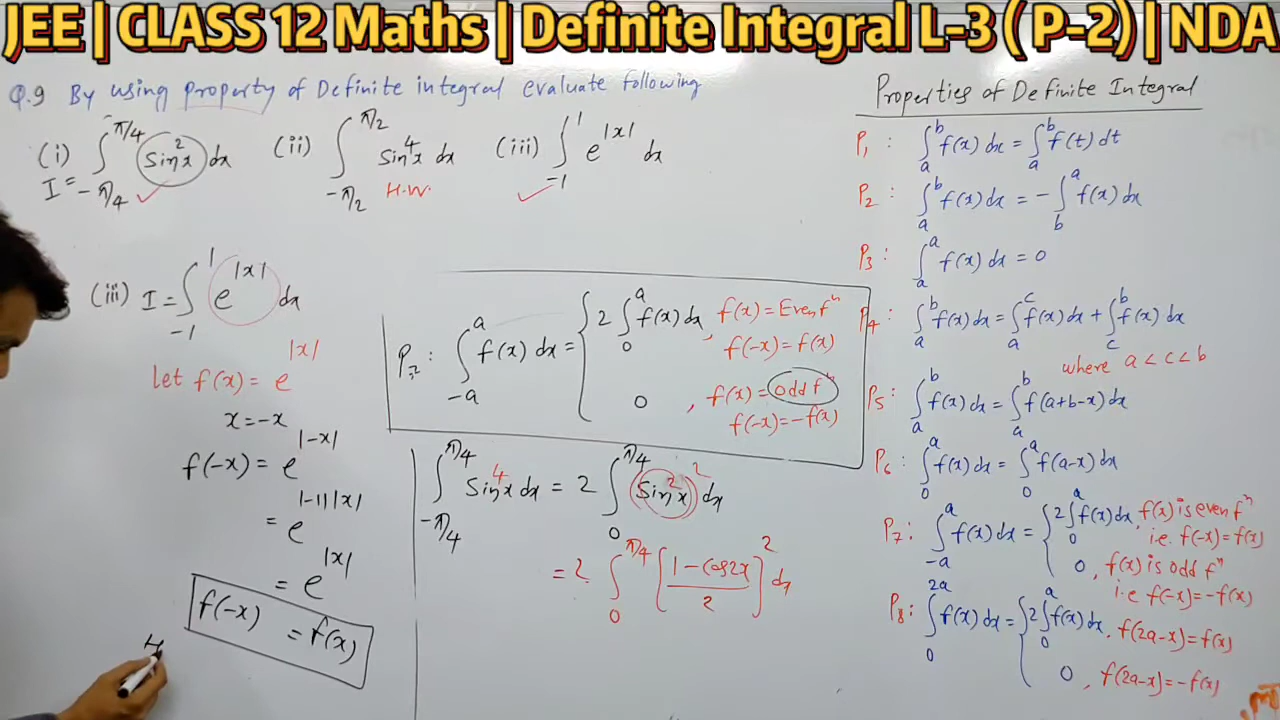 JEE | CLASS 12 Maths | Definite Integral L-3 ( P-2) | NDA
Q.9 By using property of Definite integral evaluate following
(i) I = ∫_{-π/4}^{π/4} Sin²x dx (ii) ∫_{-π/2}^{π/2} Sin⁴x dx (iii) ∫_{-1}^{1} e^{|x|} dx
H.W.
(iii) I = ∫_{-1}^{1} e^{|x|} dx
let f(x) = e^{|x|}
x = -x
f(-x) = e^{|-x|}
= e^{|-1||x|}
= e^{|x|}
f(-x) = f(x)
P₇: ∫_{-a}^{a} f(x) dx = { 2 ∫_{0}^{a} f(x) dx , f(x) = Even fⁿ
f(-x) = f(x)
0 , f(x) = odd fⁿ
f(-x) = -f(x)
∫_{-π/4}^{π/4} Sin⁴x dx = 2 ∫_{0}^{π/4} (Sin²x)² dx
= 2 ∫_{0}^{π/4} [(1 - Cos2x)/2]² dx
Properties of Definite Integral
P₁ : ∫_{a}^{b} f(x) dx = ∫_{a}^{b} f(t) dt
P₂ : ∫_{a}^{b} f(x) dx = - ∫_{b}^{a} f(x) dx
P₃ : ∫_{a}^{a} f(x) dx = 0
P₄ : ∫_{a}^{b} f(x) dx = ∫_{a}^{c} f(x) dx + ∫_{c}^{b} f(x) dx
where a < c < b
P₅ : ∫_{a}^{b} f(x) dx = ∫_{a}^{b} f(a+b-x) dx
P₆ : ∫_{0}^{a} f(x) dx = ∫_{0}^{a} f(a-x) dx
P₇ : ∫_{-a}^{a} f(x) dx = { 2 ∫_{0}^{a} f(x) dx, f(x) is even fⁿ
i.e. f(-x) = f(x)
0 , f(x) is odd fⁿ
i.e f(-x) = -f(x)
P₈ : ∫_{0}^{2a} f(x) dx = { 2 ∫_{0}^{a} f(x) dx, f(2a-x) = f(x)
0 , f(2a-x) = -f(x)